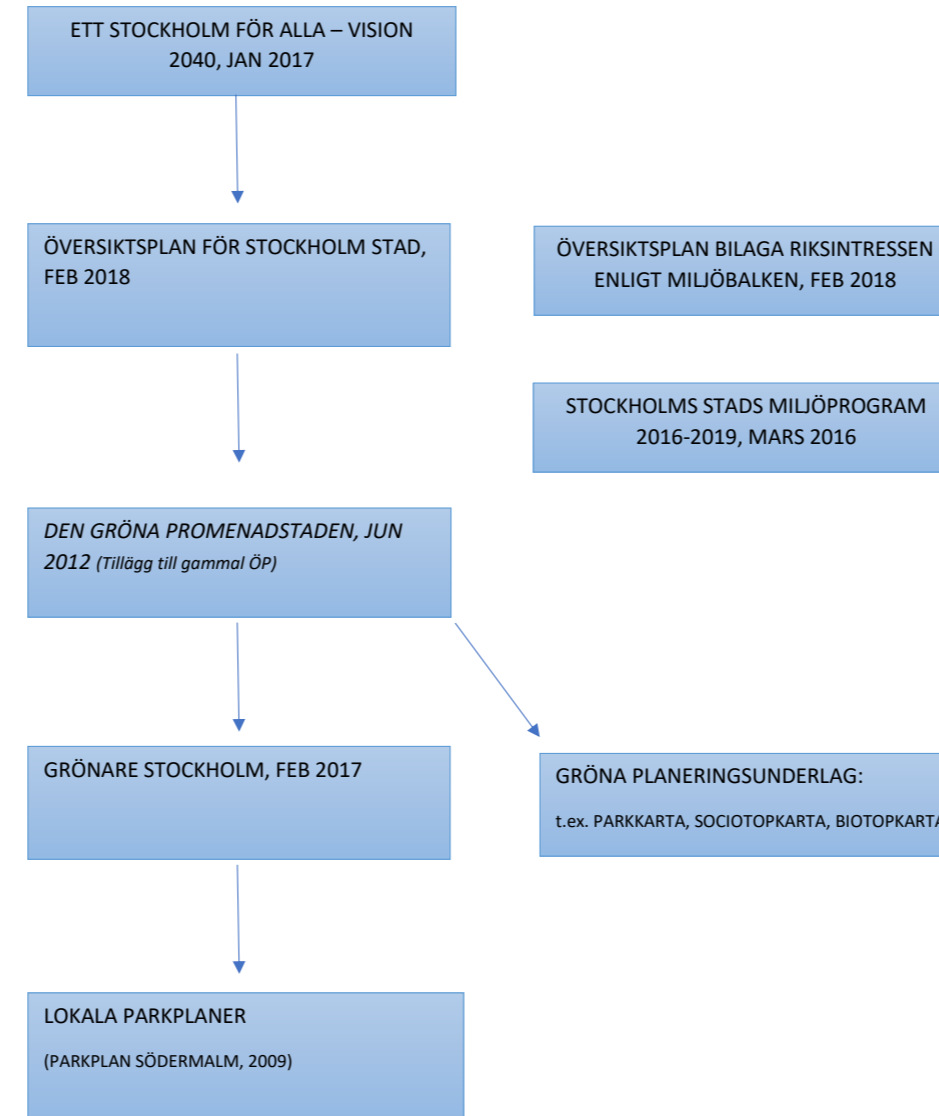 ETT STOCKHOLM FÖR ALLA – VISION
2040, JAN 2017
ÖVERSIKTSPLAN FÖR STOCKHOLM STAD,
FEB 2018
ÖVERSIKTSPLAN BILAGA RIKSINTRESSEN
ENLIGT MILJÖBALKEN, FEB 2018
STOCKHOLMS STADS MILJÖPROGRAM
2016-2019, MARS 2016
DEN GRÖNA PROMENADSTADEN, JUN
2012 (Tillägg till gammal ÖP)
GRÖNARE STOCKHOLM, FEB 2017
GRÖNA PLANERINGSUNDERLAG:
t.ex. PARKKARTA, SOCIOTOPKARTA, BIOTOPKARTA
LOKALA PARKPLANER
(PARKPLAN SÖDERMALM, 2009)